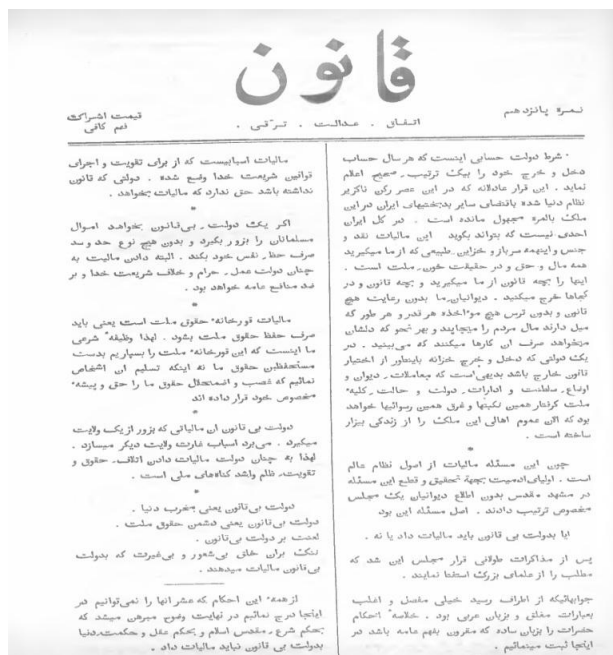 قانون
نمره پانزدهم
اتفاق . عدالت . ترقی .
قیمت اشتراک
فهم کافی
شرط دولت حسابی اینست که هر سال حساب
دخل و خرج خود را بیک ترتیب صحیح اعلام
نماید . این قرار عادلانه که در این عصر رکن ناگزیر
نظام دنیا شده باقتضای سایر بدبختیهای ایران در این
ملک بالمره مجهول مانده است . در کل ایران
احدی نیست که بتواند بگوید این مالیات نقد و
جنس و اینهمه سرباز و خزاین طبیعی که از ما میگیرید
همه مال و حق و در حقیقت خون ملت است .
اینها را بچه قانون از ما میگیرید و بچه قانون و در
کجاها خرج میکنید . دیوانیان ما بدون رعایت هیچ
قانون و بدون ترس هیچ مؤاخذه هر قدر و هر طور که
میل دارند مال مردم را میچاپند و بهر نحو که دلشان
میخواهد صرف آن کارها میکنند که می‌بینید . در
یک دولتی که دخل و خرج خزانه باینطور از اختیار
قانون خارج باشد بدیهی است که معاملات دیوان و
اوضاع سلطنت و ادارات دولت و حالت کلیهٔ
ملت گرفتار همین نکبتها و غرق همین رسوائیها خواهد
بود که الان عموم اهالی این ملک را از زندگی بیزار
ساخته است .
چون این مسئله مالیات از اصول نظام عالم
است . اولیای آدمیت بجهة تحقیق و قطع این مسئله
در مشهد مقدس بدون اطلاع دیوانیان یک مجلس
مخصوص ترتیب دادند . اصل مسئله این بود
ایا بدولت بی قانون باید مالیات داد یا نه .
پس از مذاکرات طولانی قرار مجلس این شد که
مطلب را از علمای بزرگ استفتا نمایند .
جوابهائیکه از اطراف رسید خیلی مفصل و اغلب
بعبارات مغلق و بزبان عربی بود . خلاصهٔ احکام
حضرات را بزبان ساده که مقرون بفهم عامه باشد در
اینجا ثبت مینمائیم .
مالیات اسبابیست که از برای تقویت و اجرای
قوانین شریعت خدا وضع شده . دولتی که قانون
نداشته باشد حق ندارد که مالیات بخواهد .
*
اگر یک دولت بی‌قانون بخواهد اموال
مسلمانان را بزور بگیرد و بدون هیچ نوع حد و سد
صرف حظ نفس خود بکند . البته دادن مالیت به
چنان دولت عمل حرام و خلاف شریعت خدا و بر
ضد منافع عامه خواهد بود .
*
مالیات قورخانهٔ حقوق ملت است یعنی باید
صرف حفظ حقوق ملت بشود . لهذا وظیفهٔ شرعی
ما اینست که این قورخانهٔ ملت را بسپاریم بدست
مستحفظین حقوق ما نه اینکه تسلیم آن اشخاص
نمائیم که غصب و اضمحلال حقوق ما را حق و پیشهٔ
مخصوص خود قرار داده اند
*
دولت بی قانون ان مالیاتی که بزور از یک ولایت
میگیرد . می‌برد اسباب غارت ولایت دیگر میسازد .
لهذا به چنان دولت مالیات دادن اتلاف حقوق و
تقویت ظلم واشد گناه‌های ملی است .
*
دولت بی‌قانون یعنی مخرب دنیا .
دولت بی‌قانون یعنی دشمن حقوق ملت .
لعنت بر دولت بی‌قانون .
ننگ بران خلق بی‌شعور و بی‌غیرت که بدولت
بی‌قانون مالیات میدهند .
از همهٔ این احکام که عشر انها را نمی‌توانیم در
اینجا درج نمائیم در نهایت وضوح مبرهن میشد که
بحکم شرع مقدس اسلام و بحکم عقل و حکمت دنیا
بدولت بی قانون نباید مالیات داد .